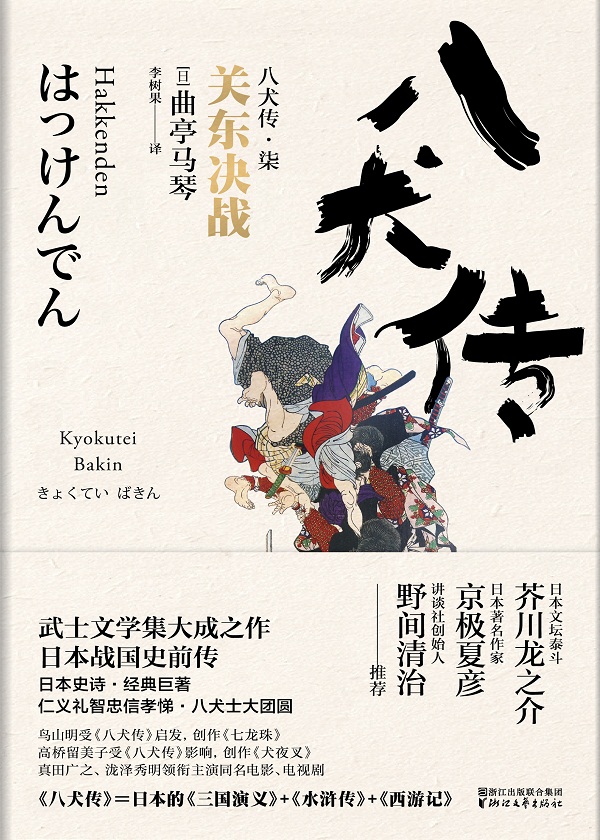 八犬传
八犬传·柒
关东决战
[日]曲亭马琴
李树果——译
Hakkenden
はっけんでん
Kyokutei
Bakin
きょくてい ばきん
日本文坛泰斗
芥川龙之介
日本著名作家
京极夏彦
讲谈社创始人
野间清治
——推荐
武士文学集大成之作
日本战国史前传
日本史诗·经典巨著
仁义礼智忠信孝悌·八犬士大团圆
鸟山明受《八犬传》启发，创作《七龙珠》
高桥留美子受《八犬传》影响，创作《犬夜叉》
真田广之、泷泽秀明领衔主演同名电影、电视剧
《八犬传》＝日本的《三国演义》+《水浒传》+《西游记》
浙江出版联合集团
浙江文艺出版社